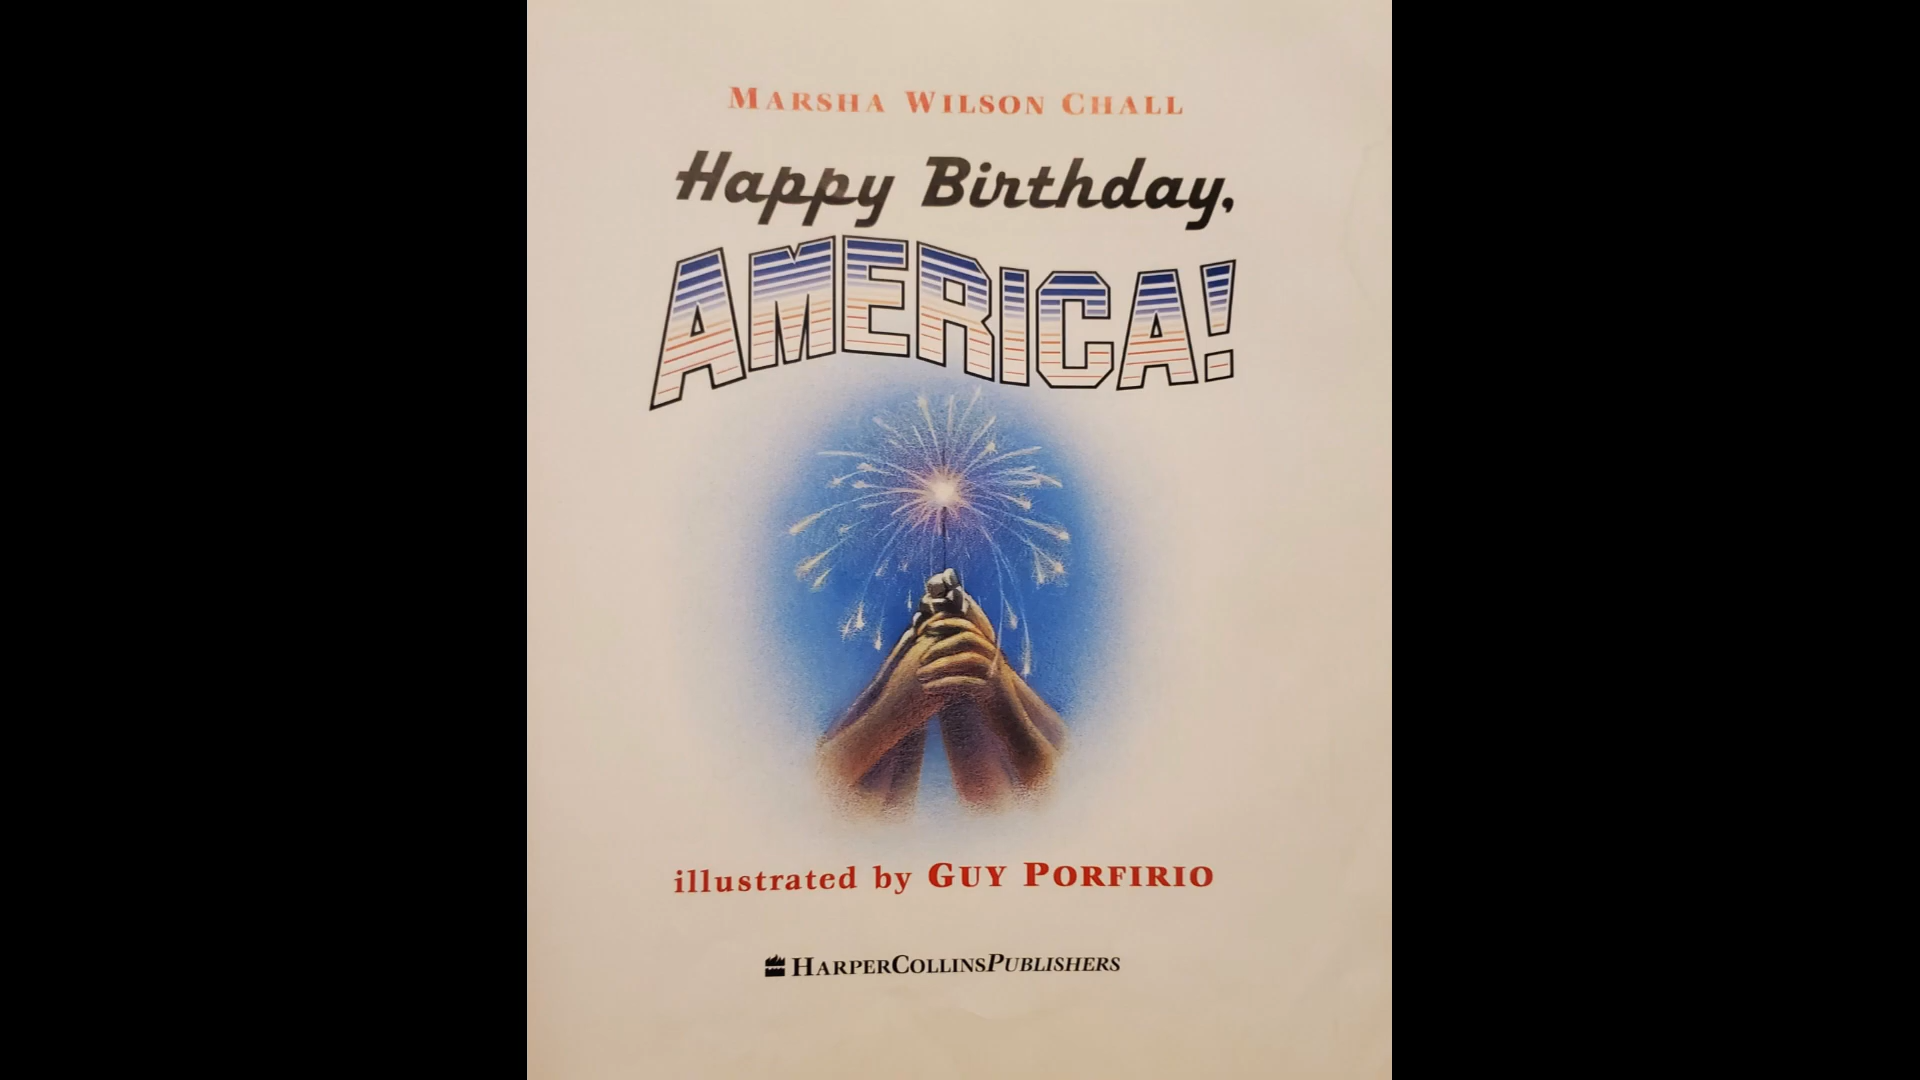 MARSHA WILSON CHALL
Happy Birthday,
AMERICA!
illustrated by GUY PORFIRIO
HARPERCOLLINSPUBLISHERS